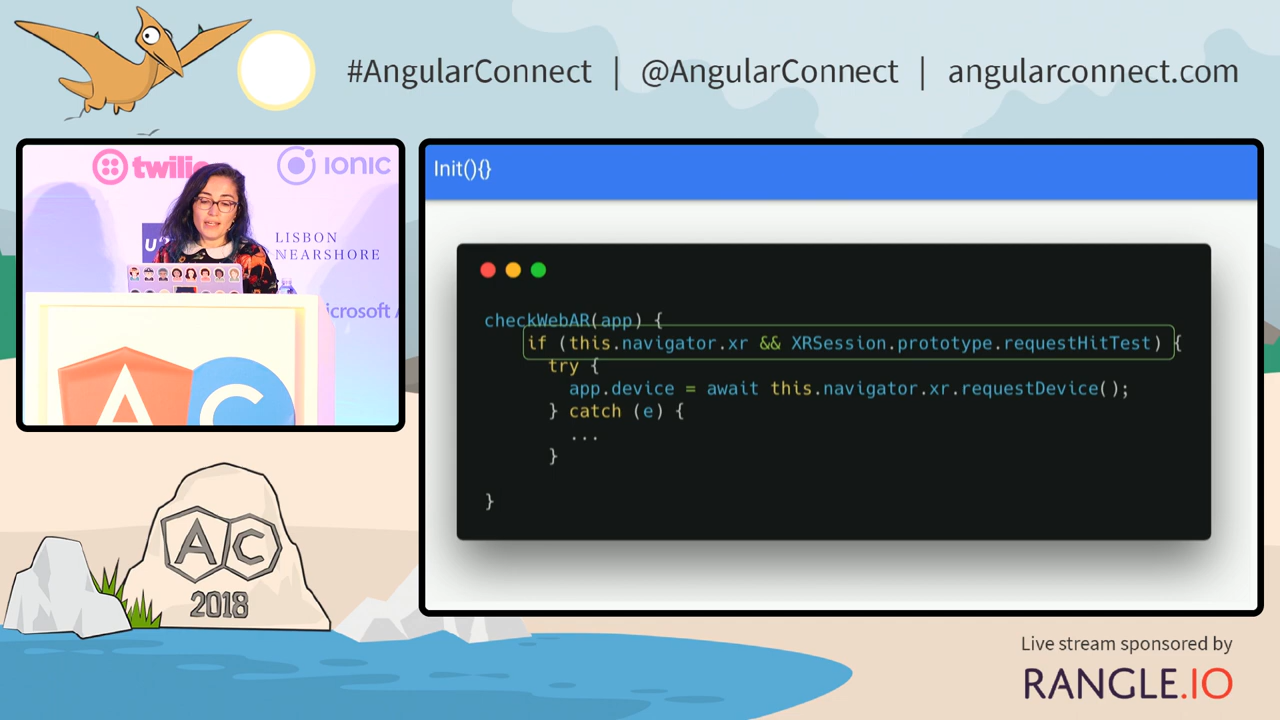 #AngularConnect | @AngularConnect | angularconnect.com
twilio
IONIC
LISBON
NEARSHORE
icrosoft
A
C
Init(){}
checkWebAR(app) {
if (this.navigator.xr && XRSession.prototype.requestHitTest) {
try {
app.device = await this.navigator.xr.requestDevice();
} catch (e) {
...
}
}
AC
2018
Live stream sponsored by
RANGLE.IO